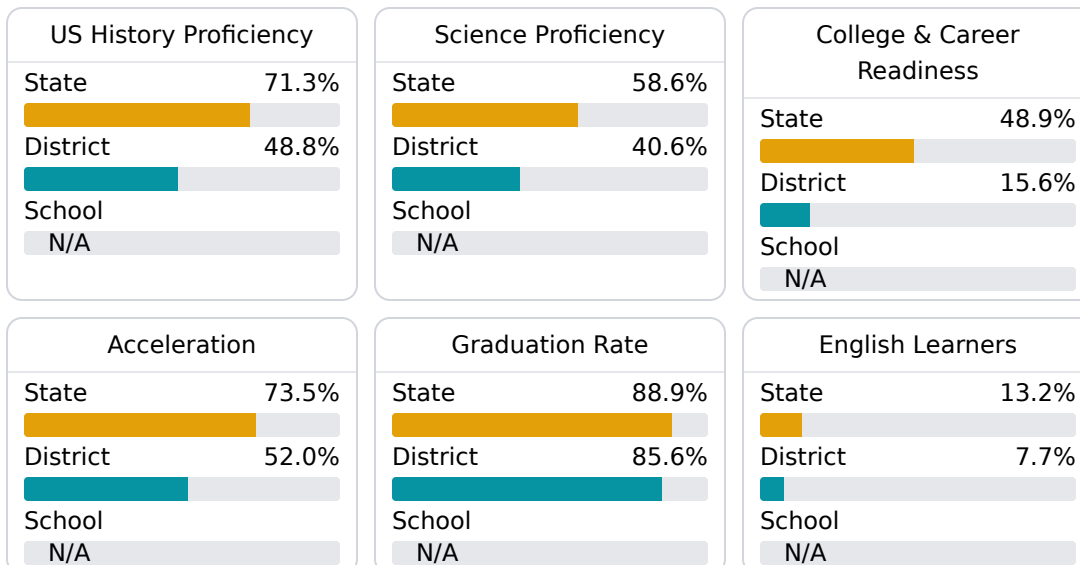 US History Proficiency
State 71.3%
District 48.8%
School
N/A
Science Proficiency
State 58.6%
District 40.6%
School
N/A
College & Career
Readiness
State 48.9%
District 15.6%
School
N/A
Acceleration
State 73.5%
District 52.0%
School
N/A
Graduation Rate
State 88.9%
District 85.6%
School
N/A
English Learners
State 13.2%
District 7.7%
School
N/A